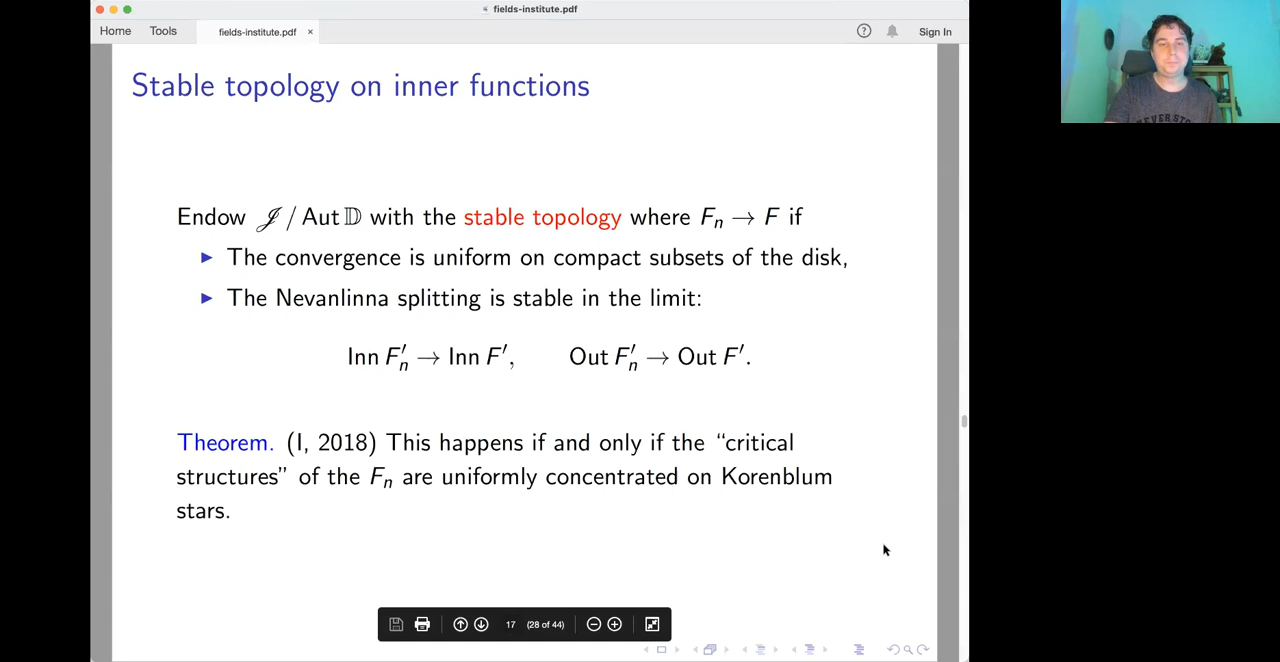 fields-institute.pdf
Home Tools fields-institute.pdf × Sign In
Stable topology on inner functions
Endow 𝒥 / Aut 𝔻 with the stable topology where Fₙ → F if
▶ The convergence is uniform on compact subsets of the disk,
▶ The Nevanlinna splitting is stable in the limit:
Inn F′ₙ → Inn F′, Out F′ₙ → Out F′.
Theorem. (I, 2018) This happens if and only if the “critical
structures” of the Fₙ are uniformly concentrated on Korenblum
stars.
17 (28 of 44)